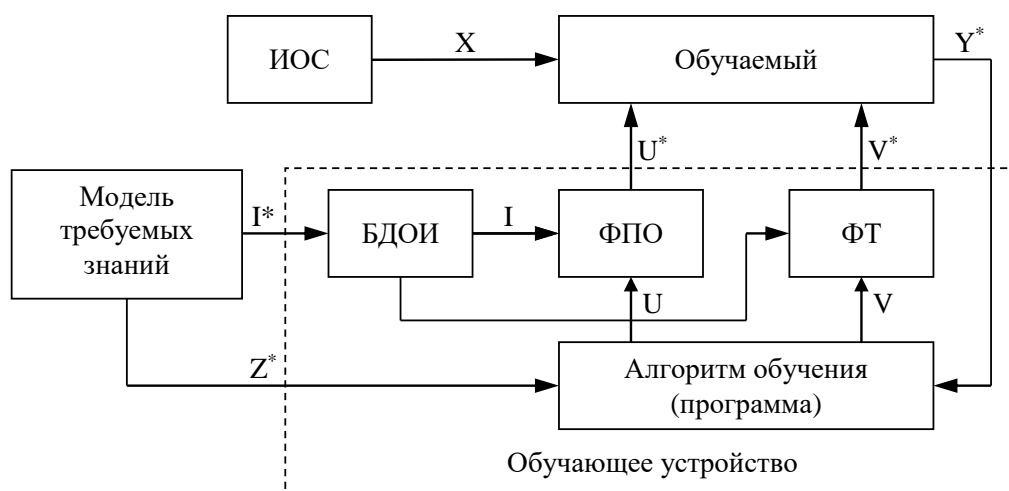 ИОС
X
Обучаемый
Y*
U*
V*
Модель
требуемых
знаний
I*
БДОИ
I
ФПО
ФТ
U
V
Z*
Алгоритм обучения
(программа)
Обучающее устройство